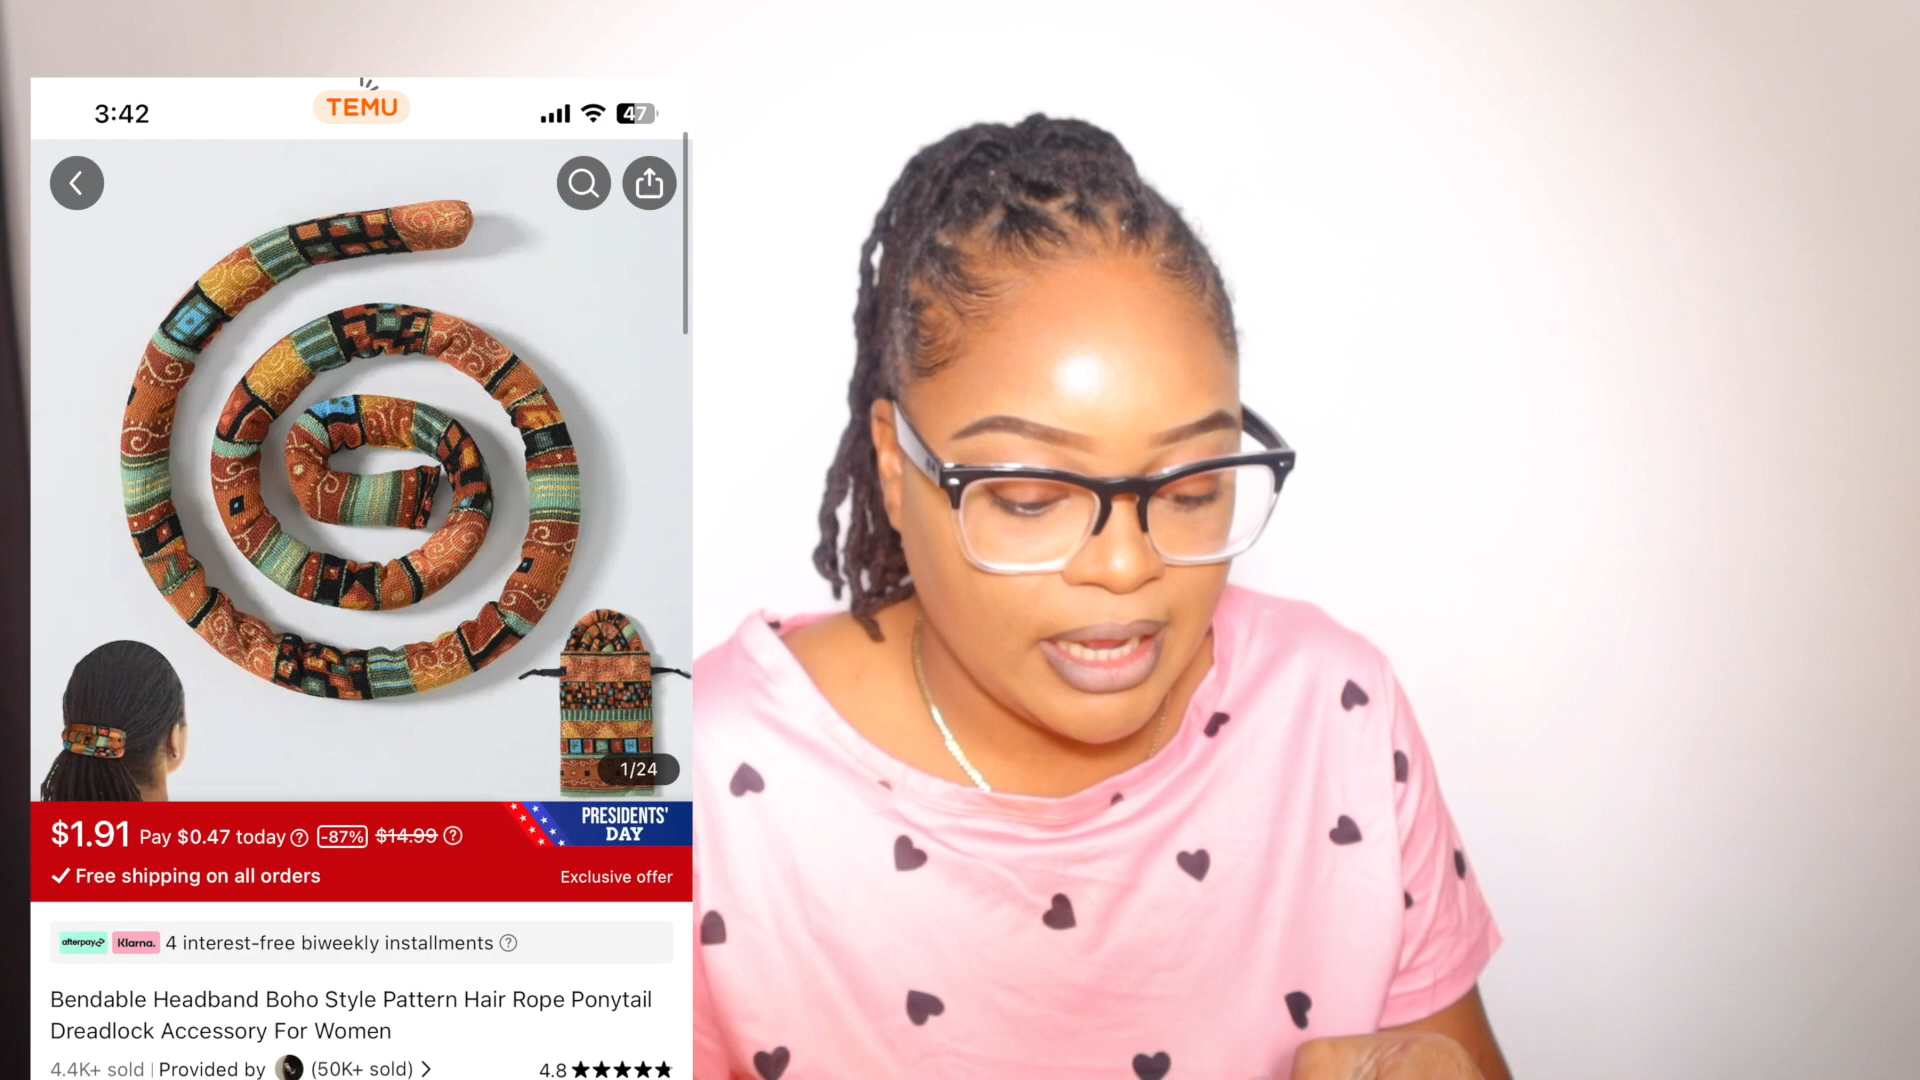 3:42
TEMU
47
1/24
$1.91 Pay $0.47 today ? -87% $14.99 ?
PRESIDENTS'
DAY
✓ Free shipping on all orders
Exclusive offer
afterpay Klarna. 4 interest-free biweekly installments ?
Bendable Headband Boho Style Pattern Hair Rope Ponytail
Dreadlock Accessory For Women
4.4K+ sold | Provided by (50K+ sold) >
4.8 ★★★★★